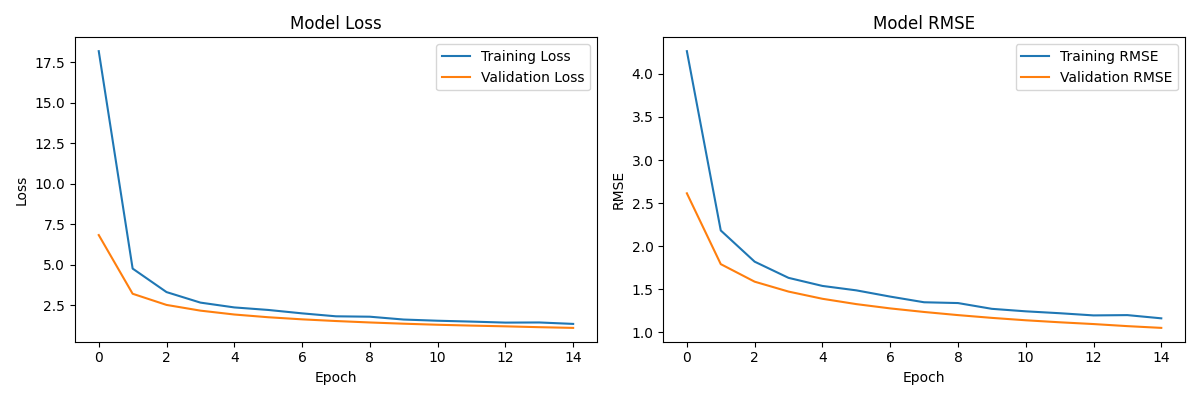 Model Loss
17.5
15.0
12.5
10.0
7.5
5.0
2.5
Loss
0 2 4 6 8 10 12 14
Epoch
Training Loss
Validation Loss
Model RMSE
4.0
3.5
3.0
2.5
2.0
1.5
1.0
RMSE
0 2 4 6 8 10 12 14
Epoch
Training RMSE
Validation RMSE